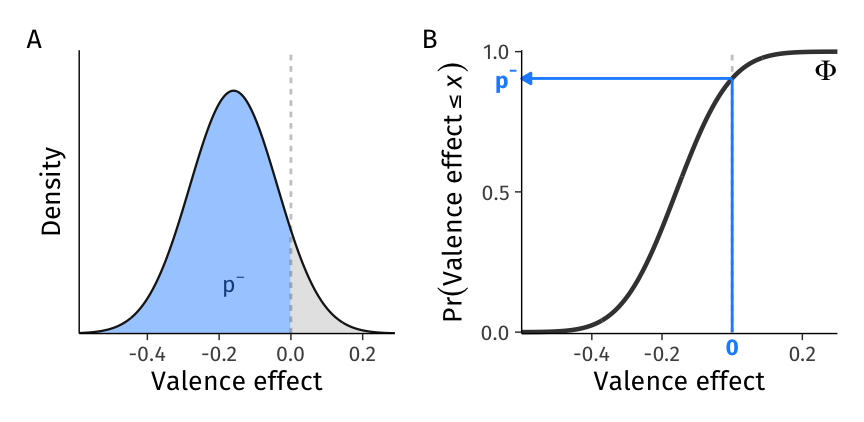 A
Density
p⁻
-0.4 -0.2 0.0 0.2
Valence effect
B
Pr(Valence effect ≤ x)
1.0
p⁻
0.5
0.0
Φ
-0.4 -0.2 0 0.2
Valence effect